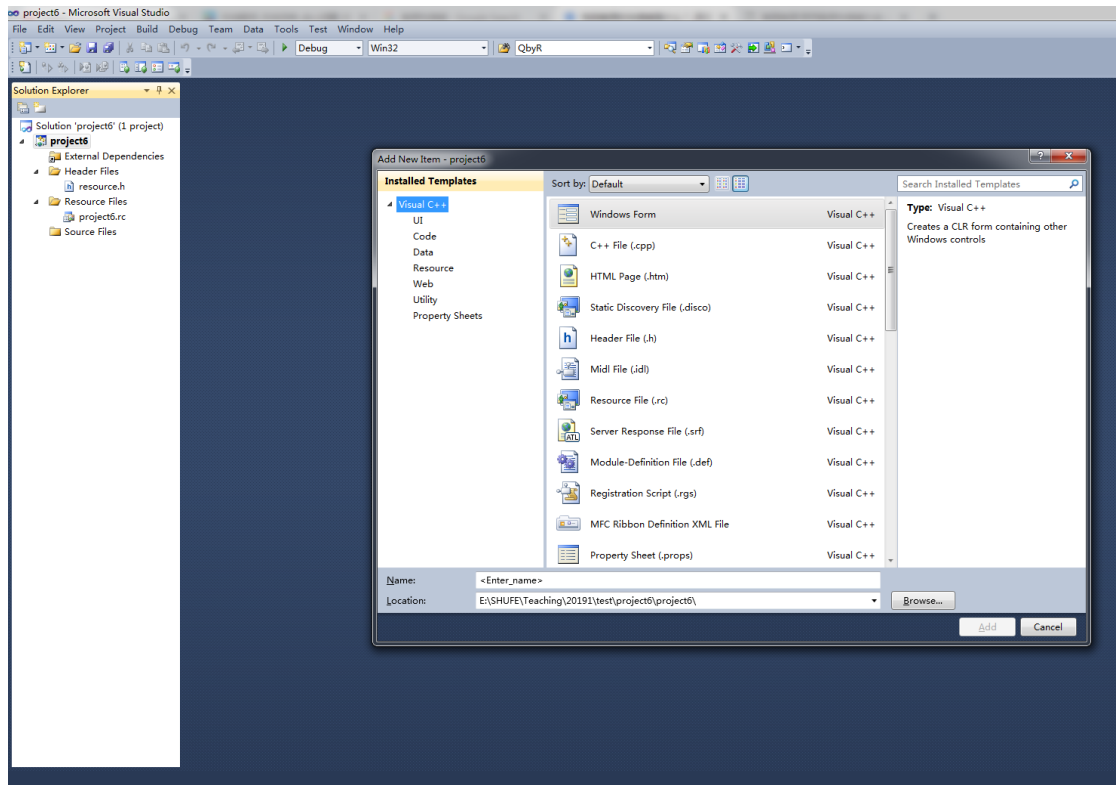 project6 - Microsoft Visual Studio
File Edit View Project Build Debug Team Data Tools Test Window Help
Debug Win32 QbyR
Solution Explorer
Solution 'project6' (1 project)
project6
External Dependencies
Header Files
resource.h
Resource Files
project6.rc
Source Files
Add New Item - project6
Installed Templates
Visual C++
UI
Code
Data
Resource
Web
Utility
Property Sheets
Sort by: Default
Windows Form Visual C++
C++ File (.cpp) Visual C++
HTML Page (.htm) Visual C++
Static Discovery File (.disco) Visual C++
Header File (.h) Visual C++
Midl File (.idl) Visual C++
Resource File (.rc) Visual C++
Server Response File (.srf) Visual C++
Module-Definition File (.def) Visual C++
Registration Script (.rgs) Visual C++
MFC Ribbon Definition XML File Visual C++
Property Sheet (.props) Visual C++
Search Installed Templates
Type: Visual C++
Creates a CLR form containing other
Windows controls
Name: <Enter_name>
Location: E:\SHUFE\Teaching\20191\test\project6\project6\
Browse...
Add Cancel